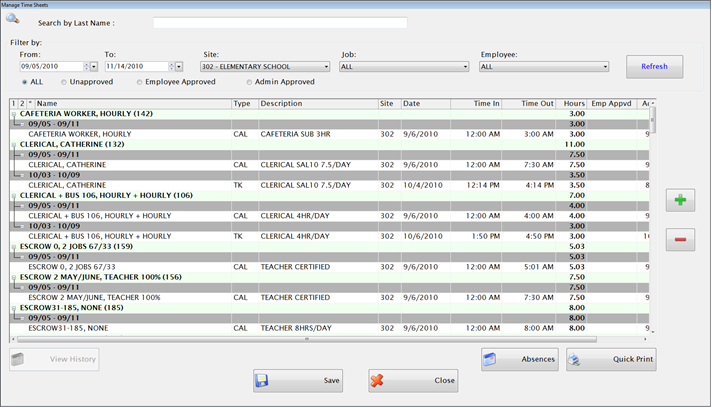 Manage Time Sheets
Search by Last Name :
Filter by:
From: To: Site: Job: Employee:
09/05/2010 11/14/2010 302 - ELEMENTARY SCHOOL ALL ALL Refresh
ALL Unapproved Employee Approved Admin Approved
1 2 * Name Type Description Site Date Time In Time Out Hours Emp Appvd
CAFETERIA WORKER, HOURLY (142) 3.00
09/05 - 09/11 3.00
CAFETERIA WORKER, HOURLY CAL CAFETERIA SUB 3HR 302 9/6/2010 12:00 AM 3:00 AM 3.00 9
CLERICAL, CATHERINE (132) 11.00
09/05 - 09/11 7.50
CLERICAL, CATHERINE CAL CLERICAL SAL10 7.5/DAY 302 9/6/2010 12:00 AM 7:30 AM 7.50 9
10/03 - 10/09 3.50
CLERICAL, CATHERINE TK CLERICAL SAL10 7.5/DAY 302 10/4/2010 12:14 PM 4:14 PM 3.50 8
CLERICAL + BUS 106, HOURLY + HOURLY (106) 7.00
09/05 - 09/11 4.00
CLERICAL + BUS 106, HOURLY + HOURLY CAL CLERICAL 4HR/DAY 302 9/6/2010 12:00 AM 4:00 AM 4.00 9
10/03 - 10/09 3.00
CLERICAL + BUS 106, HOURLY + HOURLY TK CLERICAL 4HR/DAY 302 10/6/2010 1:50 PM 4:50 PM 3.00
ESCROW 0, 2 JOBS 67/33 (159) 5.03
09/05 - 09/11 5.03
ESCROW 0, 2 JOBS 67/33 CAL TEACHER CERTIFIED 302 9/6/2010 12:00 AM 5:01 AM 5.03 9
ESCROW 2 MAY/JUNE, TEACHER 100% (156) 7.50
09/05 - 09/11 7.50
ESCROW 2 MAY/JUNE, TEACHER 100% CAL TEACHER CERTIFIED 302 9/6/2010 12:00 AM 7:30 AM 7.50 9
ESCROW31-185, NONE (185) 8.00
09/05 - 09/11 8.00
ESCROW31-185, NONE CAL TEACHER 8HRS/DAY 302 9/6/2010 12:00 AM 8:00 AM 8.00 9
View History Absences Quick Print
Save Close